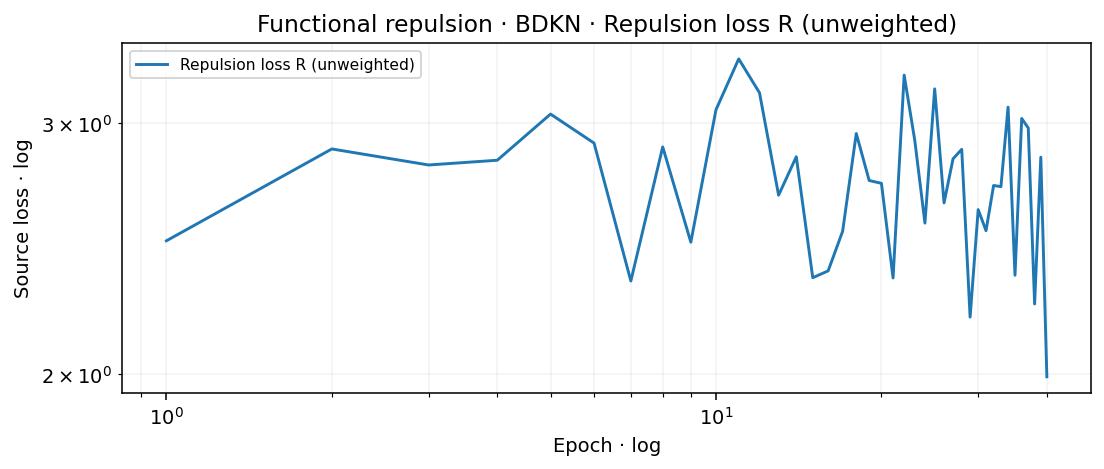 Functional repulsion · BDKN · Repulsion loss R (unweighted)
Repulsion loss R (unweighted)
Source loss · log
3 × 10⁰
2 × 10⁰
10⁰
10¹
Epoch · log